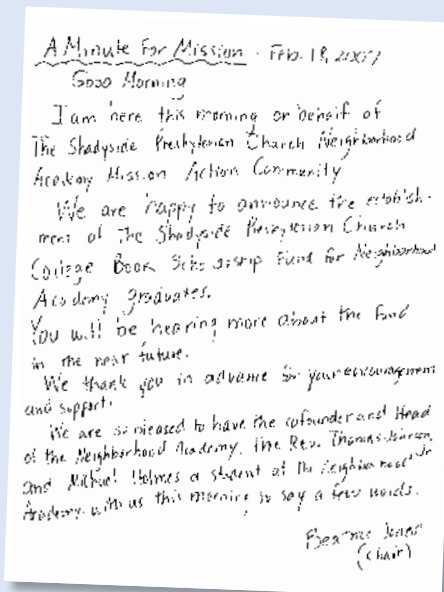 A Minute For Mission · Feb. 18, 2007
Good Morning
I am here this morning on behalf of
The Shadyside Presbyterian Church Neighborhood
Academy Mission Action Community
We are happy to announce the establish-
ment of The Shadyside Presbyterian Church
College Book Scholarship Fund for Neighborhood
Academy graduates.
You will be hearing more about the fund
in the near future.
We thank you in advance for your encouragement
and support.
We are so pleased to have the cofounder and Head
of the Neighborhood Academy, The Rev. Thomas Johnson, Jr
and Holmes a student at The Neighborhood
Academy with us this morning to say a few words.
Jones
(Chair)